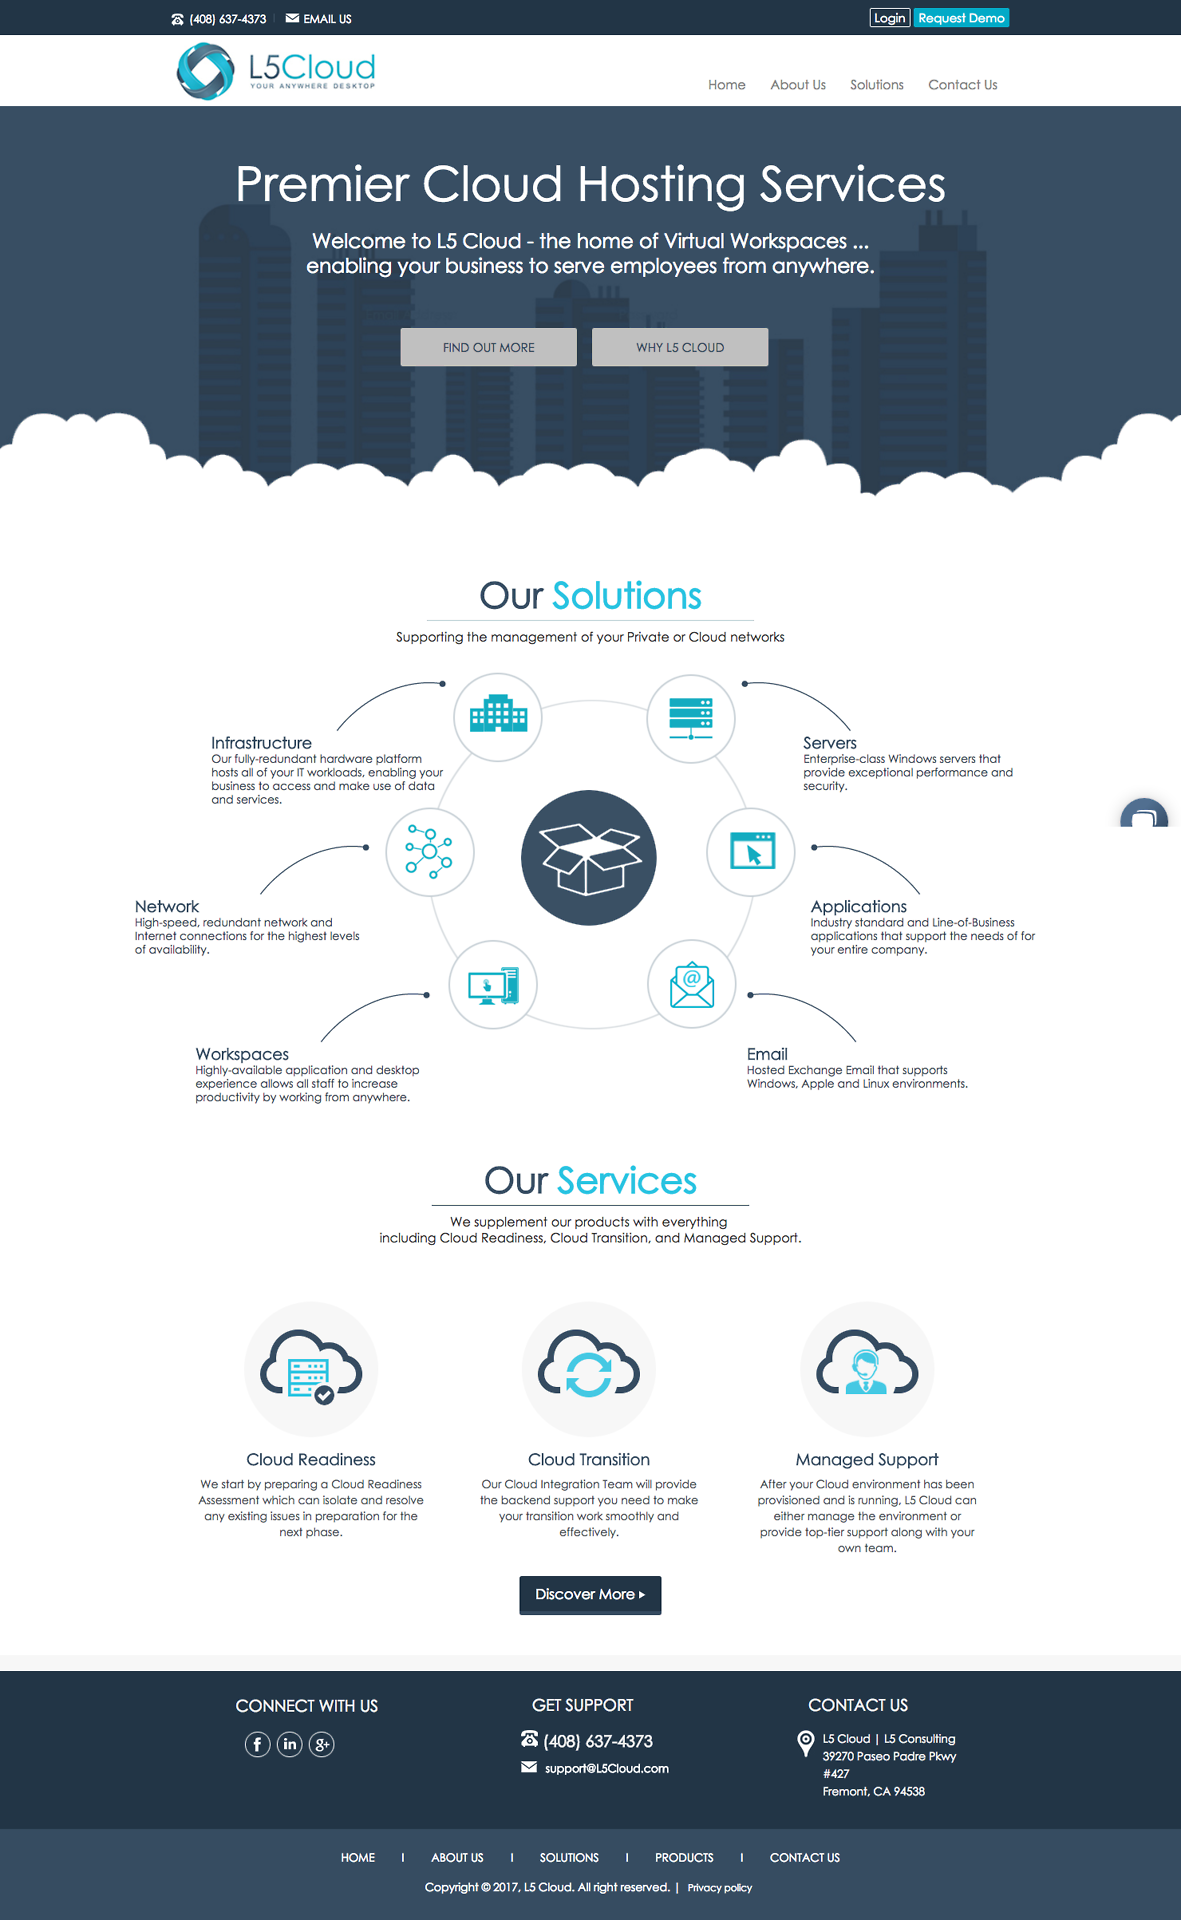 (408) 637-4373 | EMAIL US
Login Request Demo
L5Cloud
YOUR ANYWHERE DESKTOP
Home About Us Solutions Contact Us
Premier Cloud Hosting Services
Welcome to L5 Cloud - the home of Virtual Workspaces ...
enabling your business to serve employees from anywhere.
FIND OUT MORE
WHY L5 CLOUD
Our Solutions
Supporting the management of your Private or Cloud networks
Infrastructure
Our fully-redundant hardware platform
hosts all of your IT workloads, enabling your
business to access and make use of data
and services.
Servers
Enterprise-class Windows servers that
provide exceptional performance and
security.
Network
High-speed, redundant network and
Internet connections for the highest levels
of availability.
Applications
Industry standard and Line-of-Business
applications that support the needs of for
your entire company.
@
Workspaces
Highly-available application and desktop
experience allows all staff to increase
productivity by working from anywhere.
Email
Hosted Exchange Email that supports
Windows, Apple and Linux environments.
Our Services
We supplement our products with everything
including Cloud Readiness, Cloud Transition, and Managed Support.
Cloud Readiness
We start by preparing a Cloud Readiness
Assessment which can isolate and resolve
any existing issues in preparation for the
next phase.
Cloud Transition
Our Cloud Integration Team will provide
the backend support you need to make
your transition work smoothly and
effectively.
Managed Support
After your Cloud environment has been
provisioned and is running, L5 Cloud can
either manage the environment or
provide top-tier support along with your
own team.
Discover More
CONNECT WITH US
f in g+
GET SUPPORT
(408) 637-4373
support@L5Cloud.com
CONTACT US
L5 Cloud | L5 Consulting
39270 Paseo Padre Pkwy
#427
Fremont, CA 94538
HOME | ABOUT US | SOLUTIONS | PRODUCTS | CONTACT US
Copyright © 2017, L5 Cloud. All right reserved. | Privacy policy